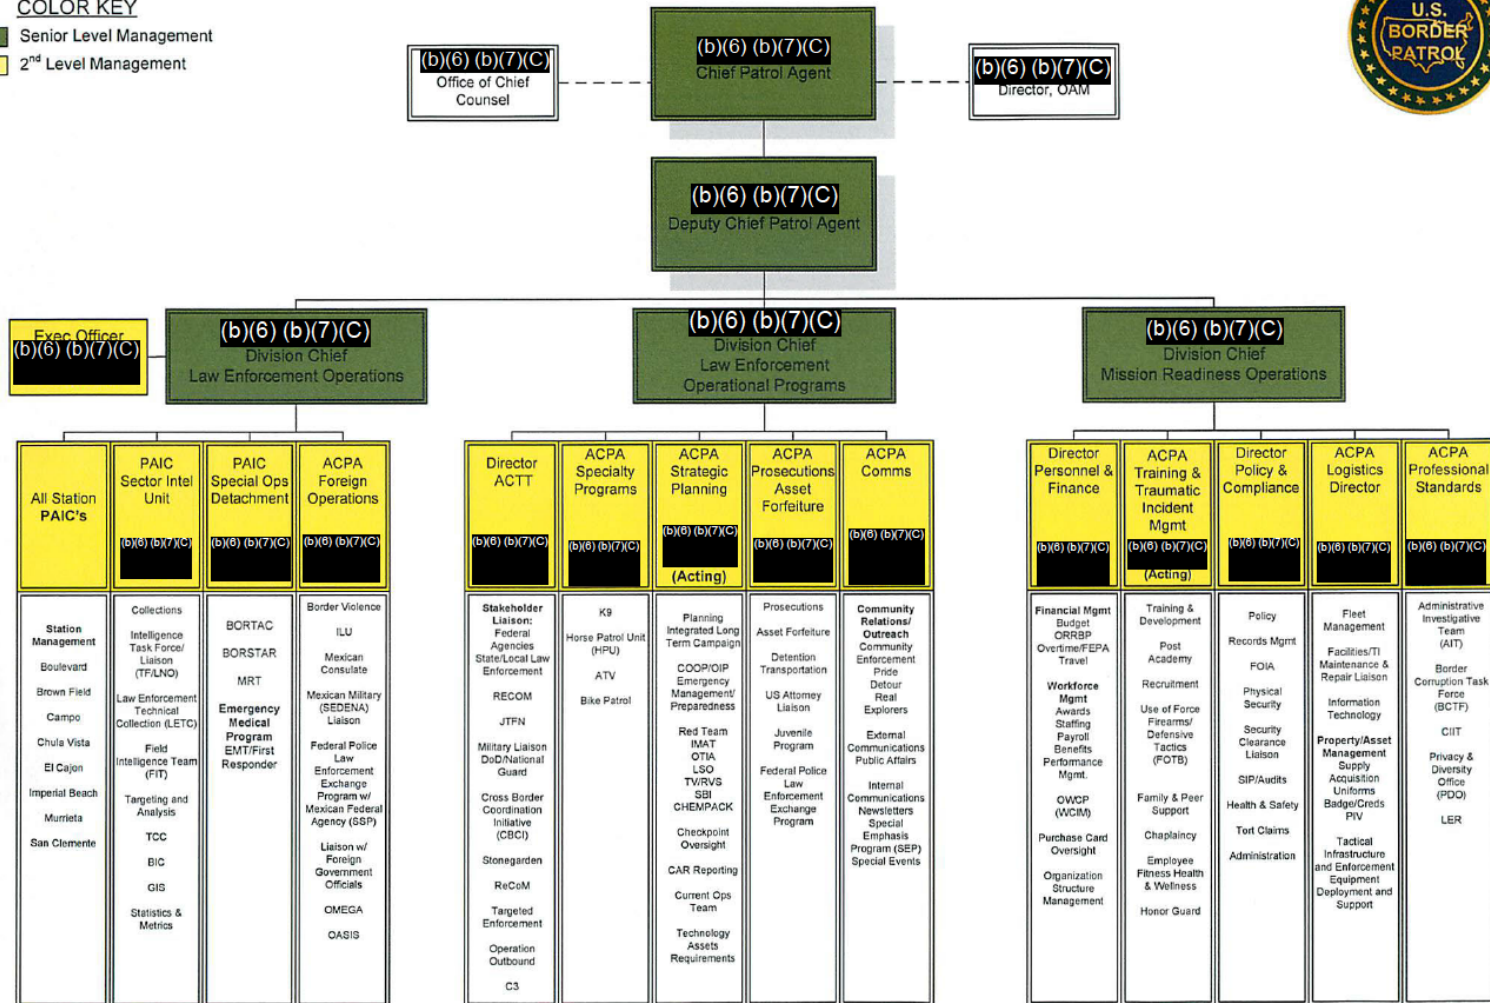 COLOR KEY
Senior Level Management
2nd Level Management
U.S.
BORDER
PATROL
(b)(6) (b)(7)(C)
Office of Chief
Counsel
(b)(6) (b)(7)(C)
Chief Patrol Agent
(b)(6) (b)(7)(C)
Director, OAM
(b)(6) (b)(7)(C)
Deputy Chief Patrol Agent
Exec Officer
(b)(6) (b)(7)(C)
(b)(6) (b)(7)(C)
Division Chief
Law Enforcement Operations
(b)(6) (b)(7)(C)
Division Chief
Law Enforcement
Operational Programs
(b)(6) (b)(7)(C)
Division Chief
Mission Readiness Operations
All Station
PAIC's
Station
Management
Boulevard
Brown Field
Campo
Chula Vista
El Cajon
Imperial Beach
Murrieta
San Clemente
PAIC
Sector Intel
Unit
(b)(6) (b)(7)(C)
Collections
Intelligence
Task Force/
Liaison
(TF/LNO)
Law Enforcement
Technical
Collection (LETC)
Field
Intelligence Team
(FIT)
Targeting and
Analysis
TCC
BIC
GIS
Statistics &
Metrics
PAIC
Special Ops
Detachment
(b)(6) (b)(7)(C)
BORTAC
BORSTAR
MRT
Emergency
Medical
Program
EMT/First
Responder
ACPA
Foreign
Operations
(b)(6) (b)(7)(C)
Border Violence
ILU
Mexican
Consulate
Mexican Military
(SEDENA)
Liaison
Federal Police
Law
Enforcement
Exchange
Program w/
Mexican Federal
Agency (SSP)
Liaison w/
Foreign
Government
Officials
OMEGA
OASIS
Director
ACTT
(b)(6) (b)(7)(C)
Stakeholder
Liaison:
Federal
Agencies
State/Local Law
Enforcement
RECOM
JTFN
Military Liaison
DoD/National
Guard
Cross Border
Coordination
Initiative
(CBCI)
Stonegarden
ReCoM
Targeted
Enforcement
Operation
Outbound
C3
ACPA
Specialty
Programs
(b)(6) (b)(7)(C)
K9
Horse Patrol Unit
(HPU)
ATV
Bike Patrol
ACPA
Strategic
Planning
(b)(6) (b)(7)(C)
(Acting)
Planning
Integrated Long
Term Campaign
COOP/OIP
Emergency
Management/
Preparedness
Red Team
IMAT
OTIA
LSO
TV/RVS
SBI
CHEMPACK
Checkpoint
Oversight
CAR Reporting
Current Ops
Team
Technology
Assets
Requirements
ACPA
Prosecutions
Asset
Forfeiture
(b)(6) (b)(7)(C)
Prosecutions
Asset Forfeiture
Detention
Transportation
US Attorney
Liaison
Juvenile
Program
Federal Police
Law
Enforcement
Exchange
Program
ACPA
Comms
(b)(6) (b)(7)(C)
Community
Relations/
Outreach
Community
Enforcement
Pride
Detour
Real
Explorers
External
Communications
Public Affairs
Internal
Communications
Newsletters
Special
Emphasis
Program (SEP)
Special Events
Director
Personnel &
Finance
(b)(6) (b)(7)(C)
Financial Mgmt
Budget
ORRBP
Overtime/FEPA
Travel
Workforce
Mgmt
Awards
Staffing
Payroll
Benefits
Performance
Mgmt.
OWCP
(WCIM)
Purchase Card
Oversight
Organization
Structure
Management
ACPA
Training &
Traumatic
Incident
Mgmt
(b)(6) (b)(7)(C)
(Acting)
Training &
Development
Post
Academy
Recruitment
Use of Force
Firearms/
Defensive
Tactics
(FOTB)
Family & Peer
Support
Chaplaincy
Employee
Fitness Health
& Wellness
Honor Guard
Director
Policy &
Compliance
(b)(6) (b)(7)(C)
Policy
Records Mgmt
FOIA
Physical
Security
Security
Clearance
Liaison
SIP/Audits
Health & Safety
Tort Claims
Administration
ACPA
Logistics
Director
(b)(6) (b)(7)(C)
Fleet
Management
Facilities/TI
Maintenance &
Repair Liaison
Information
Technology
Property/Asset
Management
Supply
Acquisition
Uniforms
Badge/Creds
PIV
Tactical
Infrastructure
and Enforcement
Equipment
Deployment and
Support
ACPA
Professional
Standards
(b)(6) (b)(7)(C)
Administrative
Investigative
Team
(AIT)
Border
Corruption Task
Force
(BCTF)
CIIT
Privacy &
Diversity
Office
(PDO)
LER